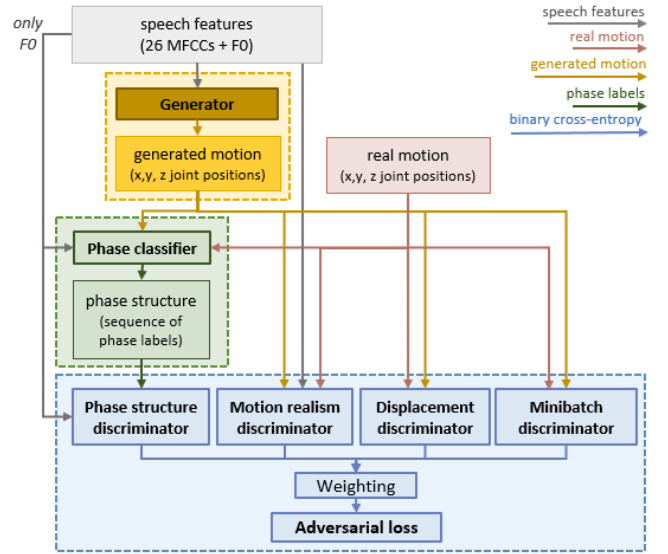 only
F0
speech features
(26 MFCCs + F0)
speech features
real motion
generated motion
phase labels
binary cross-entropy
Generator
generated motion
(x,y, z joint positions)
real motion
(x,y, z joint positions)
Phase classifier
phase structure
(sequence of
phase labels)
Phase structure
discriminator
Motion realism
discriminator
Displacement
discriminator
Minibatch
discriminator
Weighting
Adversarial loss